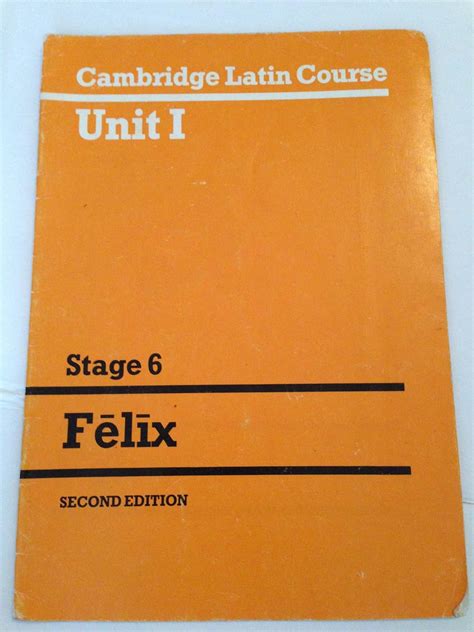 Cambridge Latin Course
Unit I
Stage 6
Fēlīx
SECOND EDITION